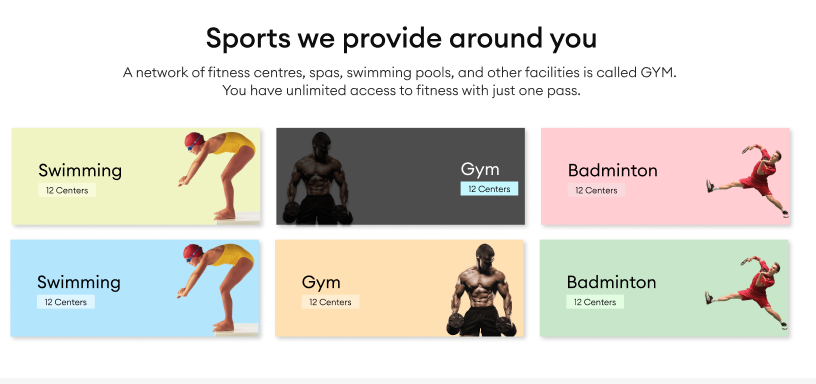 Sports we provide around you
A network of fitness centres, spas, swimming pools, and other facilities is called GYM.
You have unlimited access to fitness with just one pass.
Swimming
12 Centers
Gym
12 Centers
Badminton
12 Centers
Swimming
12 Centers
Gym
12 Centers
Badminton
12 Centers